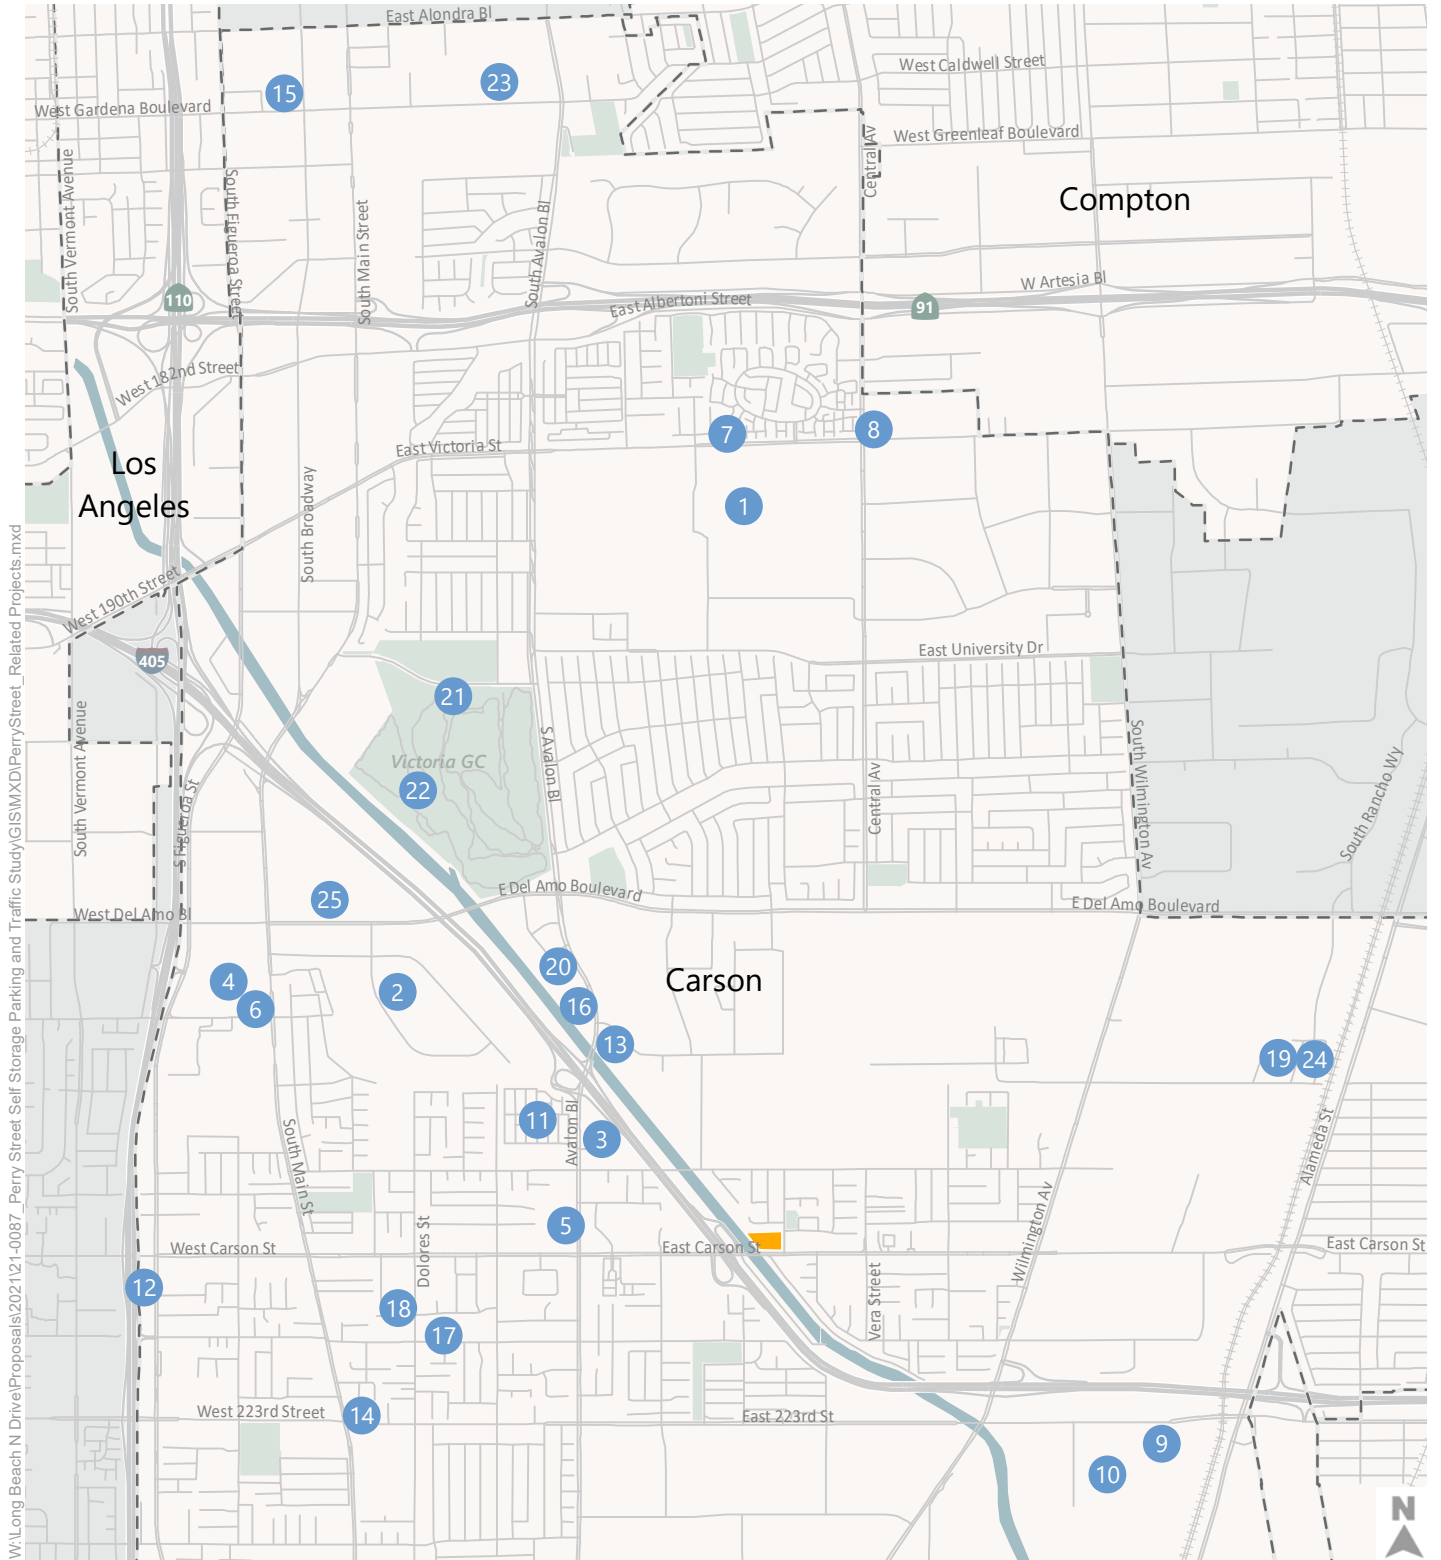 East Alondra Bl
West Caldwell Street
23
15
West Gardena Boulevard
West Greenleaf Boulevard
Central Av
Compton
South Vermont Avenue
South Figueroa Street
South Main Street
South Avalon Bl
W Artesia Bl
110
East Albertoni Street
91
West 182nd Street
7
8
East Victoria St
Los
Angeles
1
South Broadway
West 190th Street
East University Dr
405
21
South Vermont Avenue
S Avalon Bl
Victoria GC
22
Central Av
South Wilmington Av
South Rancho Wy
S Figueroa St
25
E Del Amo Boulevard
E Del Amo Boulevard
West Del Amo Bl
20
Carson
4
2
6
16
13
19
24
11
3
Avalon Bl
South Main St
Alameda St
5
Dolores St
West Carson St
East Carson St
East Carson St
Wilmington Av
12
18
17
Vera Street
West 223rd Street
14
East 223rd St
9
10
N
W:\Long Beach N Drive\Proposals\2021\21-0087_Perry Street Self Storage Parking and Traffic Study\GIS\MXD\PerryStreet_Related Projects.mxd